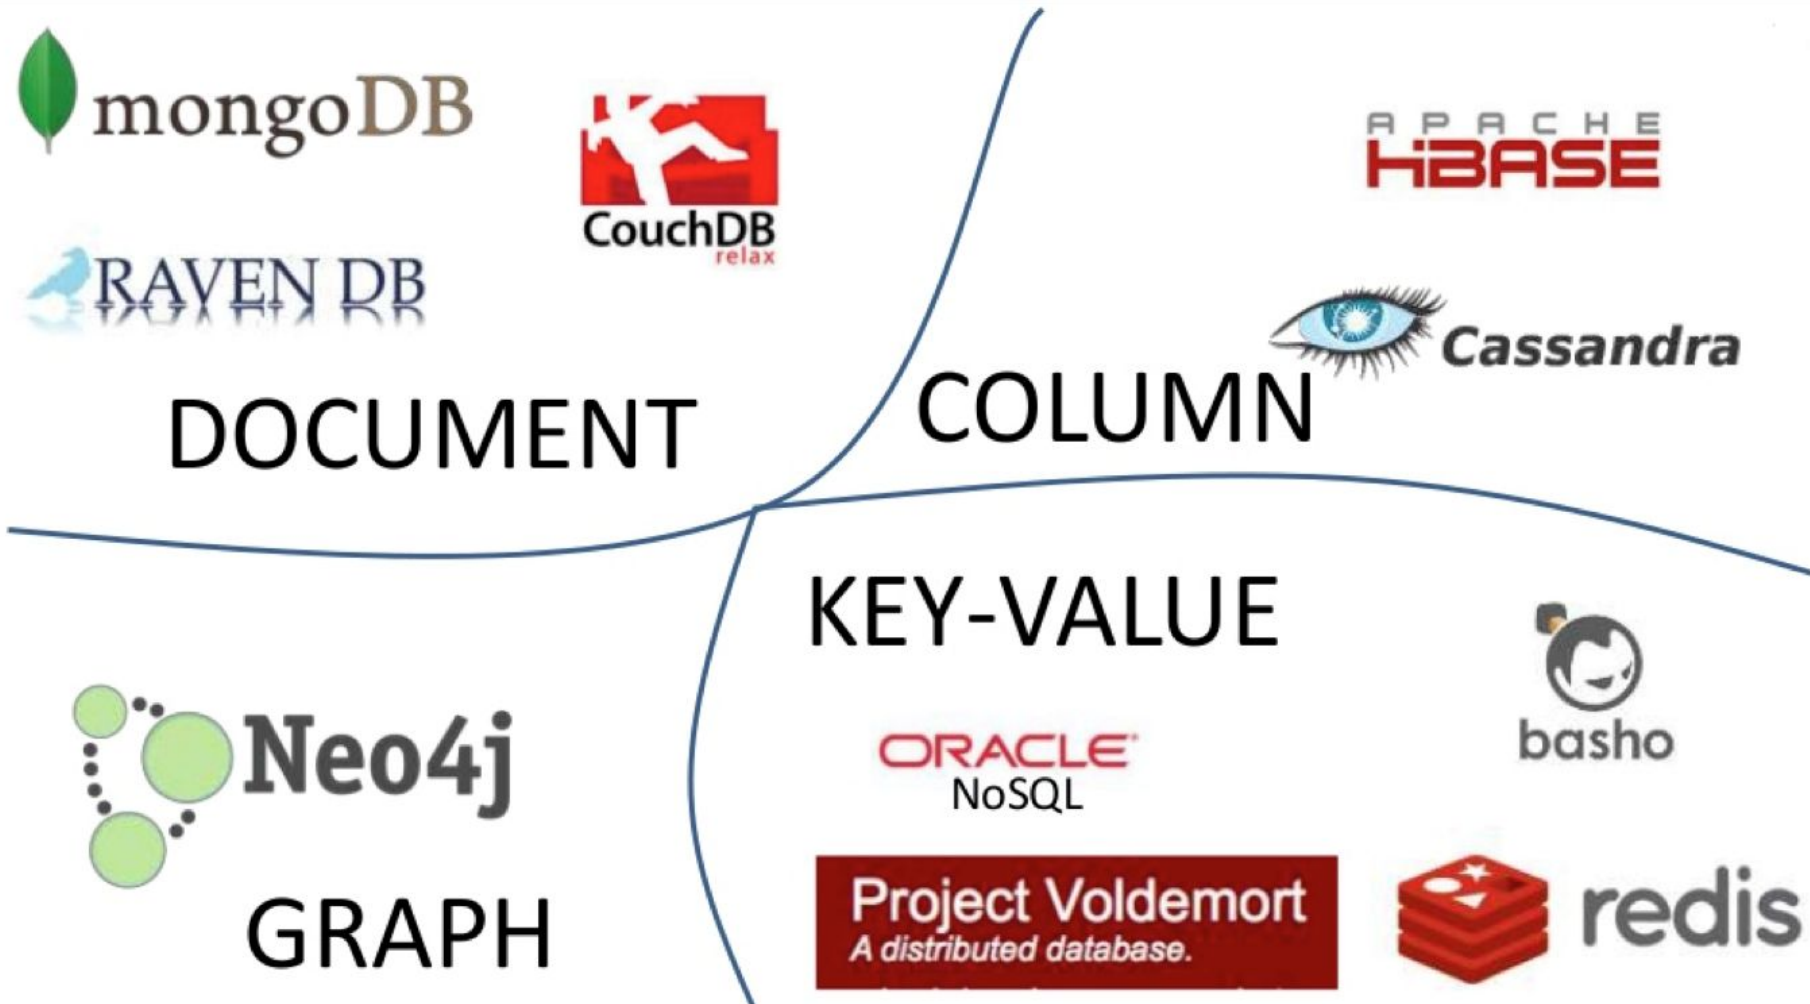 mongoDB
CouchDB
relax
RAVEN DB
DOCUMENT
APACHE
HBASE
Cassandra
COLUMN
Neo4j
GRAPH
KEY-VALUE
basho
ORACLE
NoSQL
Project Voldemort
A distributed database.
redis